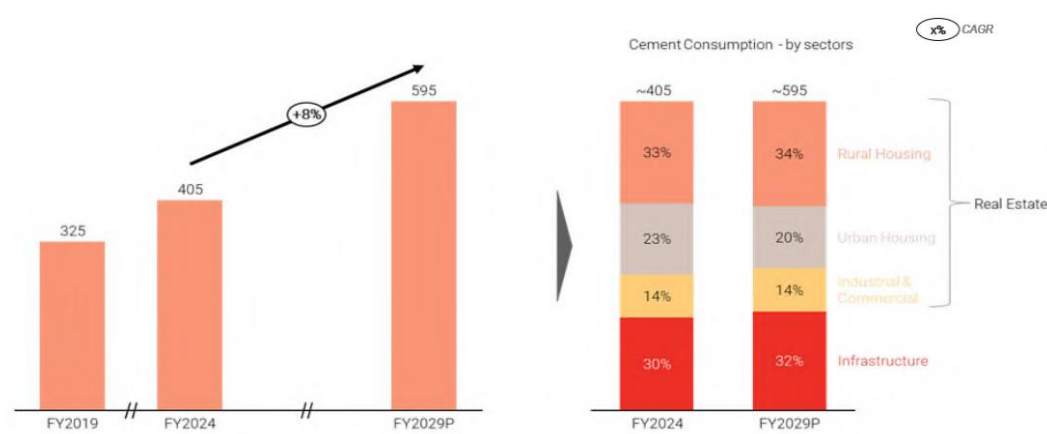 x% CAGR
Cement Consumption - by sectors
+8%
595
405
325
FY2019
FY2024
FY2029P
~405
~595
33%
34%
Rural Housing
23%
20%
Urban Housing
Real Estate
14%
14%
Industrial &
Commercial
30%
32%
Infrastructure
FY2024
FY2029P